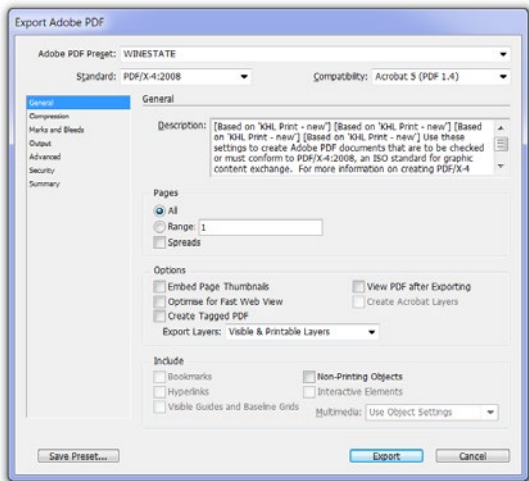 Export Adobe PDF
Adobe PDF Preset: WINESTATE
Standard: PDF/X-4:2008 Compatibility: Acrobat 5 (PDF 1.4)
General
Compression
Marks and Bleeds
Output
Advanced
Security
Summary
General
Description: [Based on 'KHL Print - new'] [Based on 'KHL Print - new'] [Based
on 'KHL Print - new'] [Based on 'KHL Print - new'] Use these
settings to create Adobe PDF documents that are to be checked
or must conform to PDF/X-4:2008, an ISO standard for graphic
content exchange. For more information on creating PDF/X-4
Pages
All
Range: 1
Spreads
Options
Embed Page Thumbnails View PDF after Exporting
Optimise for Fast Web View Create Acrobat Layers
Create Tagged PDF
Export Layers: Visible & Printable Layers
Include
Bookmarks Non-Printing Objects
Hyperlinks Interactive Elements
Visible Guides and Baseline Grids Multimedia: Use Object Settings
Save Preset... Export Cancel